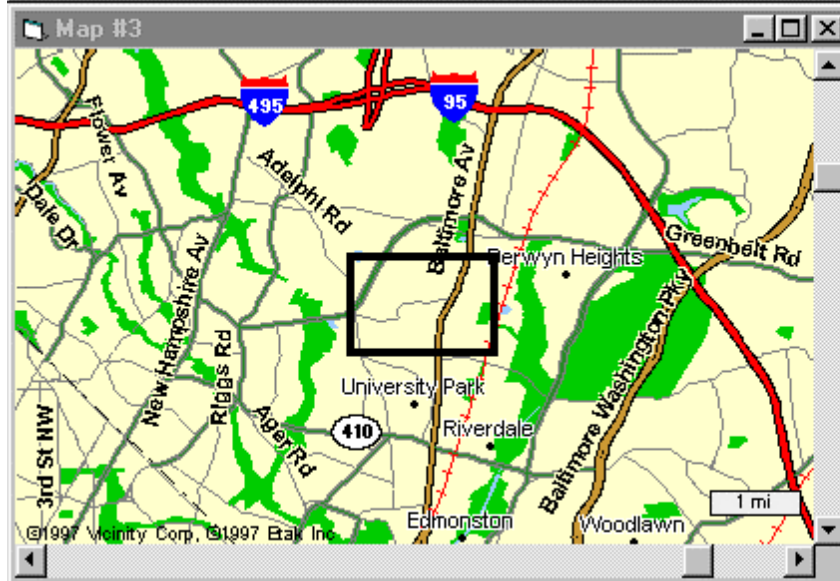 Map #3
495
95
Flower Av
Adelphi Rd
Baltimore Av
Dale Dr
New Hampshire Av
Berwyn Heights
Greenbelt Rd
Riggs Rd
Baltimore Washington Pky
University Park
Ager Rd
410
Riverdale
3rd St NW
1 mi
©1997 Vicinity Corp, ©1997 Etak Inc
Edmonston
Woodlawn